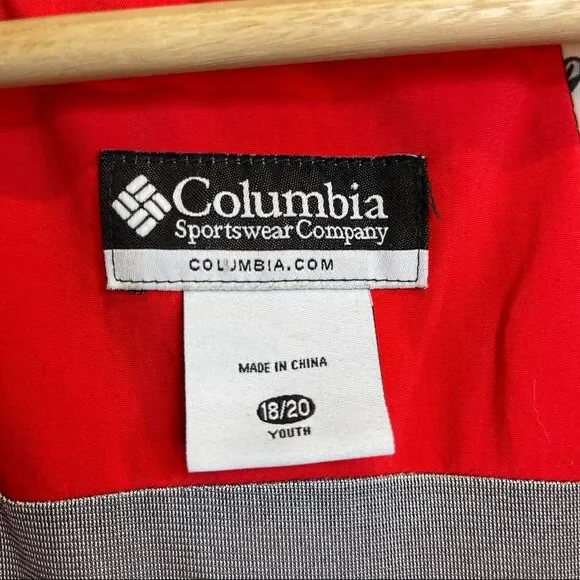 Columbia
Sportswear Company
COLUMBIA.COM
MADE IN CHINA
18/20
YOUTH